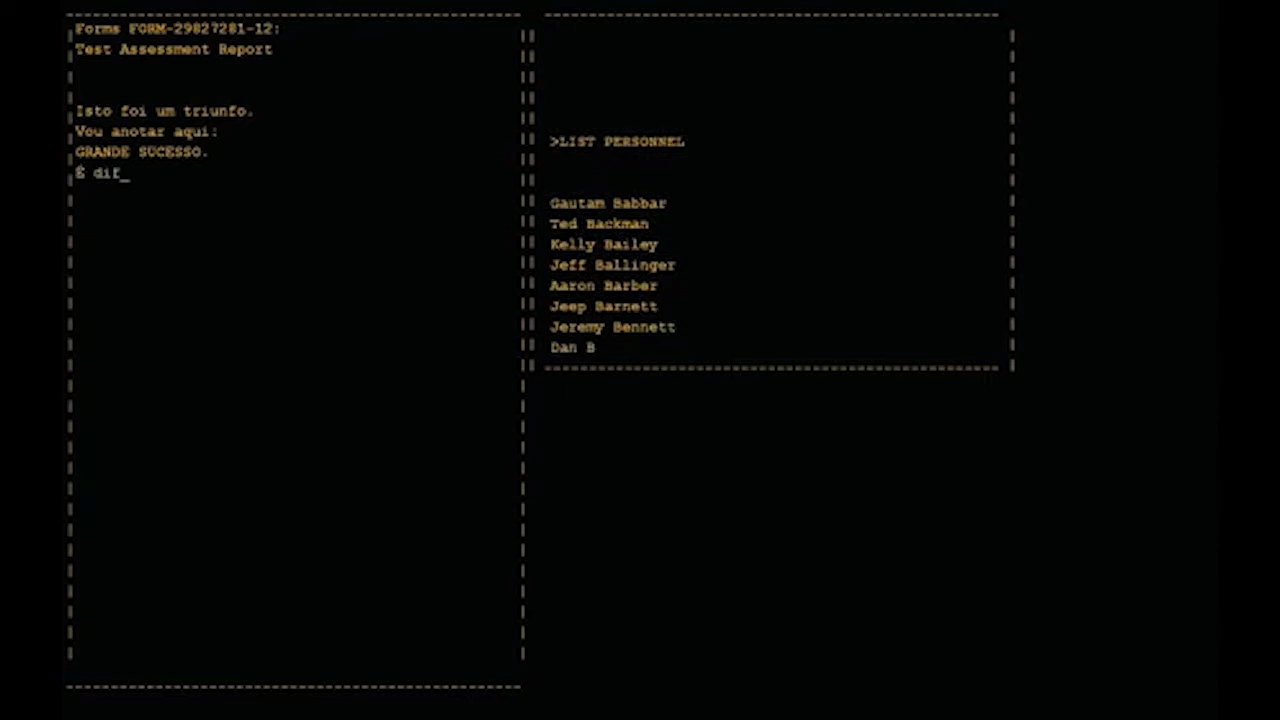 Forms FORM-29827281-12:
Test Assessment Report
Isto foi um triunfo.
Vou anotar aqui:
GRANDE SUCESSO.
É dif_
>LIST PERSONNEL
Gautam Babbar
Ted Backman
Kelly Bailey
Jeff Ballinger
Aaron Barber
Jeep Barnett
Jeremy Bennett
Dan B